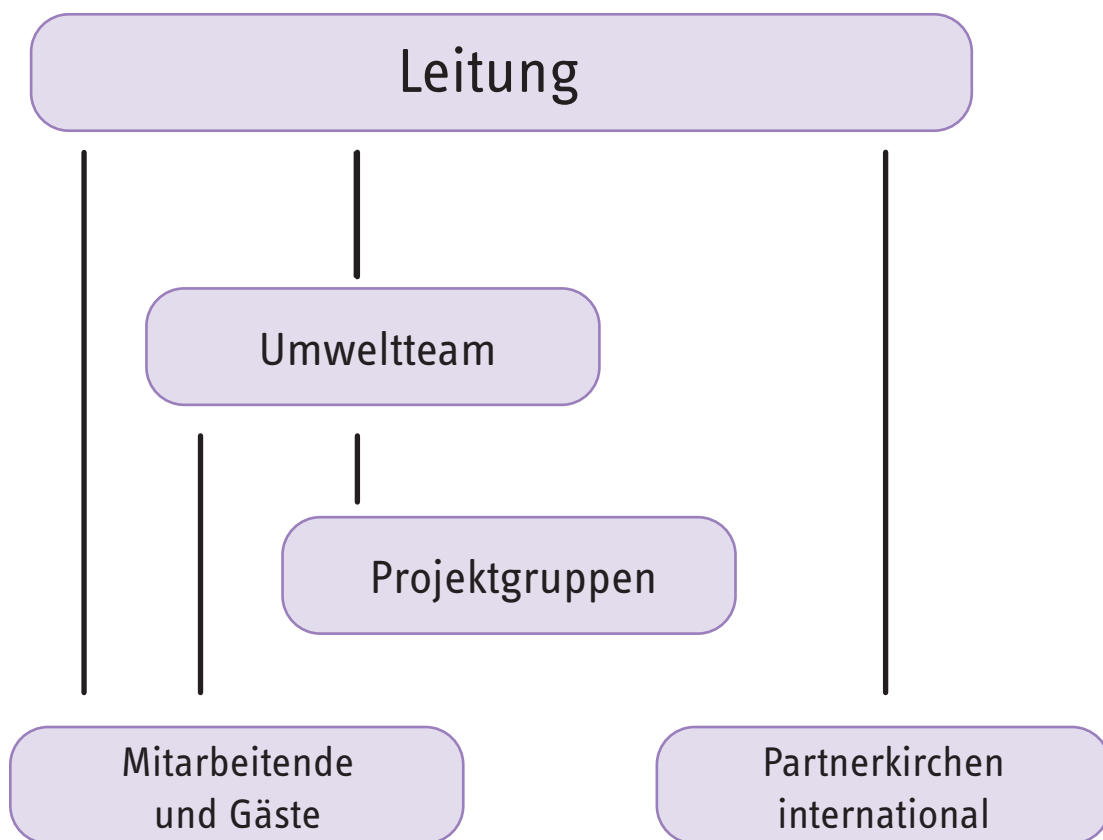 Leitung
Umweltteam
Projektgruppen
Mitarbeitende
und Gäste
Partnerkirchen
international